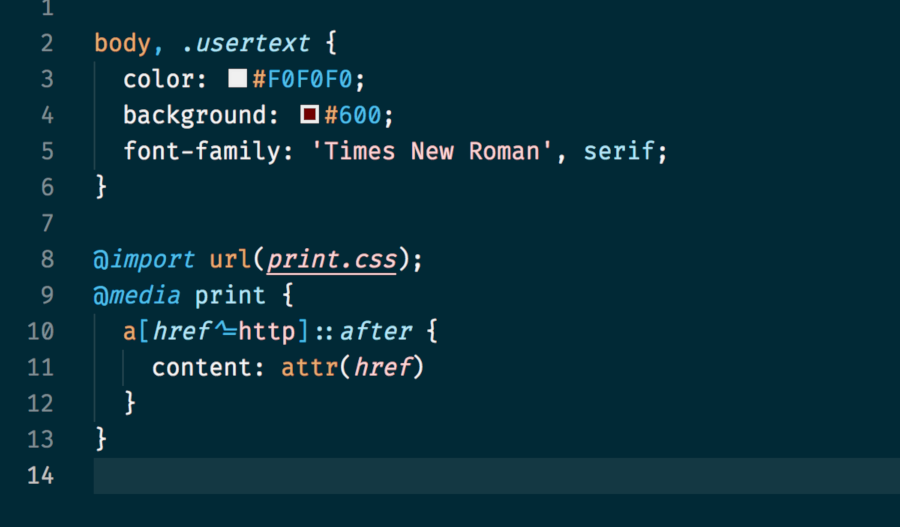 1
2 body, .usertext {
3   color: #F0F0F0;
4   background: #600;
5   font-family: 'Times New Roman', serif;
6 }
7
8 @import url(print.css);
9 @media print {
10   a[href^=http]::after {
11     content: attr(href)
12   }
13 }
14